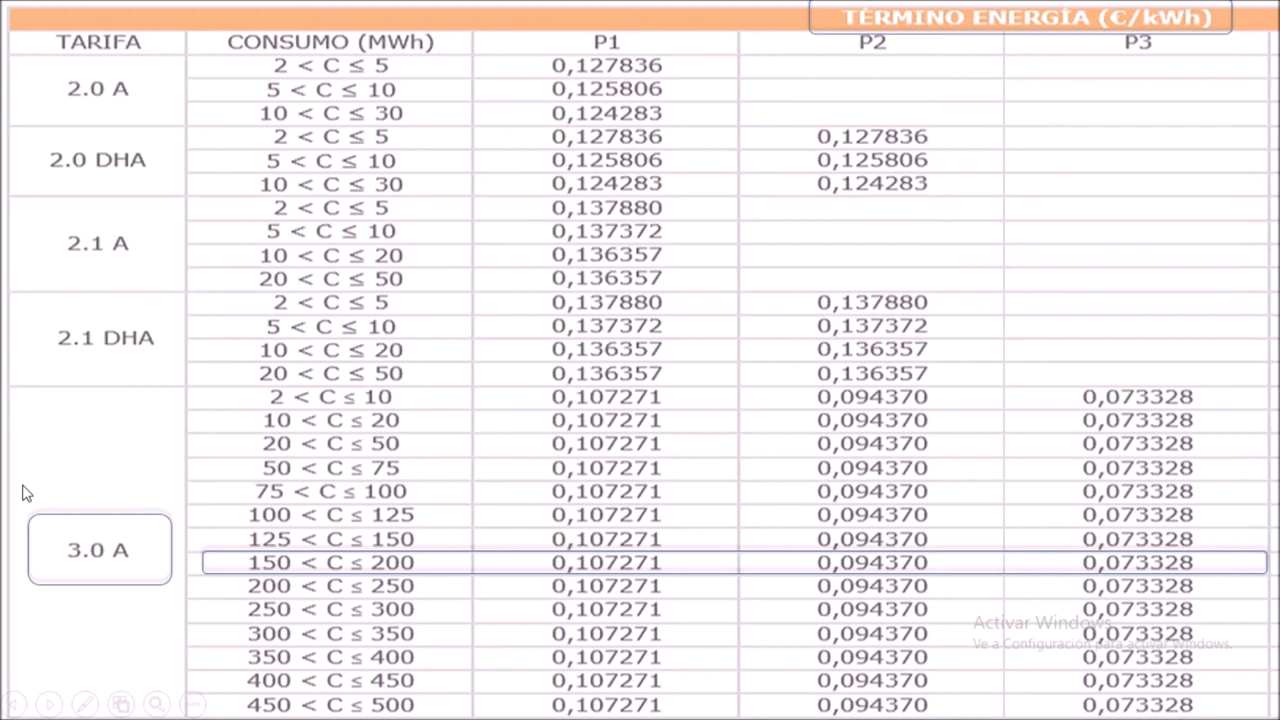 TÉRMINO ENERGÍA (€/kWh)
TARIFA CONSUMO (MWh) P1 P2 P3
2.0 A
2 < C ≤ 5 0,127836
5 < C ≤ 10 0,125806
10 < C ≤ 30 0,124283
2.0 DHA
2 < C ≤ 5 0,127836 0,127836
5 < C ≤ 10 0,125806 0,125806
10 < C ≤ 30 0,124283 0,124283
2.1 A
2 < C ≤ 5 0,137880
5 < C ≤ 10 0,137372
10 < C ≤ 20 0,136357
20 < C ≤ 50 0,136357
2.1 DHA
2 < C ≤ 5 0,137880 0,137880
5 < C ≤ 10 0,137372 0,137372
10 < C ≤ 20 0,136357 0,136357
20 < C ≤ 50 0,136357 0,136357
3.0 A
2 < C ≤ 10 0,107271 0,094370 0,073328
10 < C ≤ 20 0,107271 0,094370 0,073328
20 < C ≤ 50 0,107271 0,094370 0,073328
50 < C ≤ 75 0,107271 0,094370 0,073328
75 < C ≤ 100 0,107271 0,094370 0,073328
100 < C ≤ 125 0,107271 0,094370 0,073328
125 < C ≤ 150 0,107271 0,094370 0,073328
150 < C ≤ 200 0,107271 0,094370 0,073328
200 < C ≤ 250 0,107271 0,094370 0,073328
250 < C ≤ 300 0,107271 0,094370 0,073328
300 < C ≤ 350 0,107271 0,094370 0,073328
350 < C ≤ 400 0,107271 0,094370 0,073328
400 < C ≤ 450 0,107271 0,094370 0,073328
450 < C ≤ 500 0,107271 0,094370 0,073328
Activar Windows
Ve a Configuración para activar Windows.